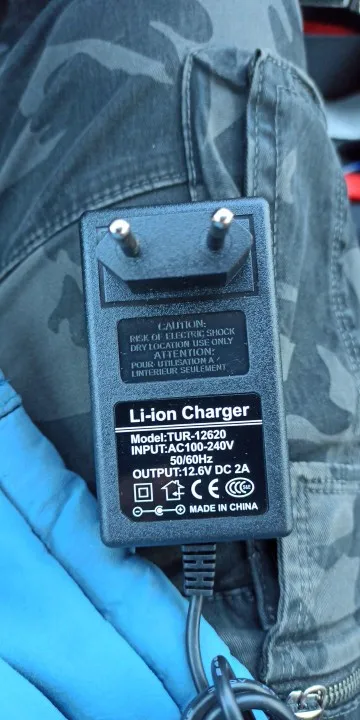 CAUTION:
RISK OF ELECTRIC SHOCK
DRY LOCATION USE ONLY
ATTENTION:
POUR UTILISATION A
L'INTERIEUR SEULEMENT
Li-ion Charger
Model:TUR-12620
INPUT:AC100-240V
50/60Hz
OUTPUT:12.6V DC 2A
CE CCC
MADE IN CHINA